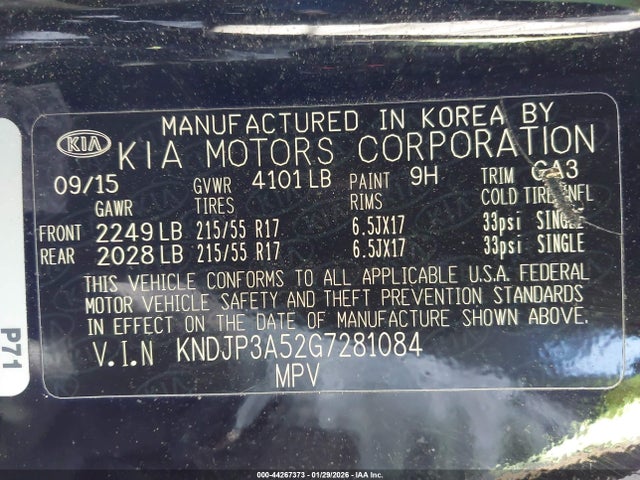 MANUFACTURED IN KOREA BY
KIA KIA MOTORS CORPORATION
09/15 GVWR 4101 LB PAINT 9H TRIM GA3
GAWR TIRES RIMS COLD TIRE INFL
FRONT 2249 LB 215/55 R17 6.5JX17 33psi SINGLE
REAR 2028 LB 215/55 R17 6.5JX17 33psi SINGLE
THIS VEHICLE CONFORMS TO ALL APPLICABLE U.S.A. FEDERAL
MOTOR VEHICLE SAFETY AND THEFT PREVENTION STANDARDS
IN EFFECT ON THE DATE OF MANUFACTURE SHOWN ABOVE.
V.I.N KNDJP3A52G7281084
MPV
P71
000-44267373 - 01/29/2026 - IAA Inc.